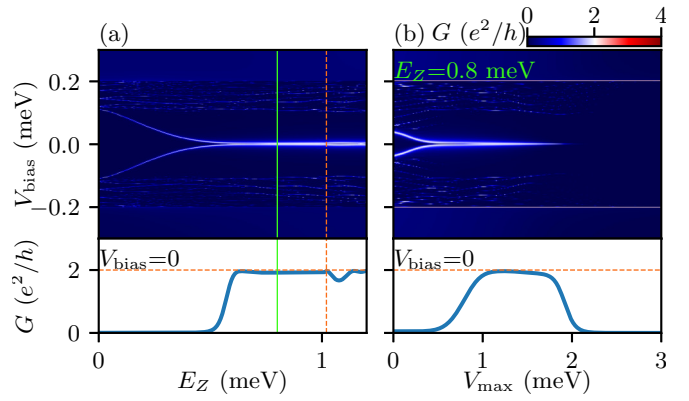 (a)
(b) G (e²/h)
0 2 4
E_Z=0.8 meV
0.2
0.0
−0.2
V_bias (meV)
V_bias=0
V_bias=0
2
0
G (e²/h)
0 1
E_Z (meV)
0 1 2 3
V_max (meV)